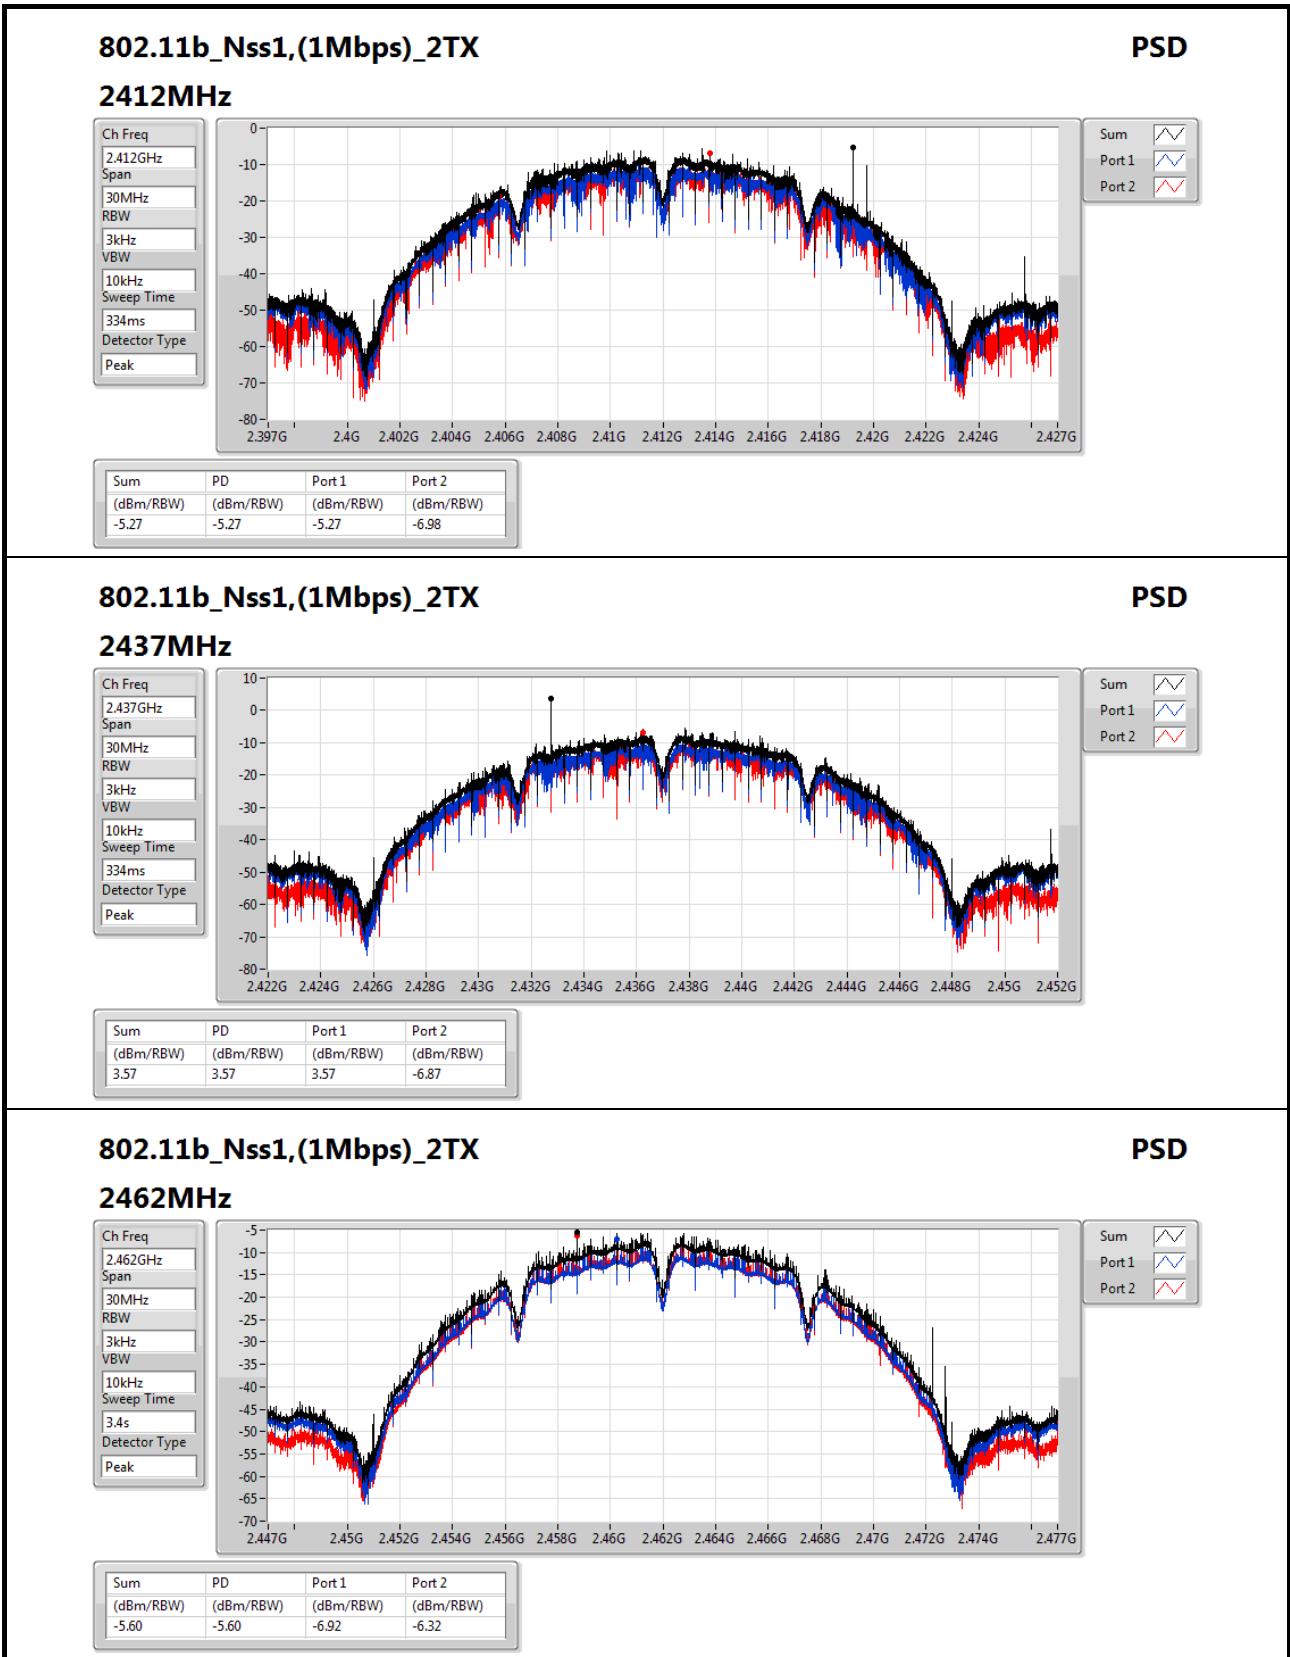 802.11b_Nss1,(1Mbps)_2TX PSD
2412MHz
Ch Freq
2.412GHz
Span
30MHz
RBW
3kHz
VBW
10kHz
Sweep Time
334ms
Detector Type
Peak
0
-10
-20
-30
-40
-50
-60
-70
-80
2.397G 2.4G 2.402G 2.404G 2.406G 2.408G 2.41G 2.412G 2.414G 2.416G 2.418G 2.42G 2.422G 2.424G 2.427G
Sum
Port 1
Port 2
Sum PD Port 1 Port 2
(dBm/RBW) (dBm/RBW) (dBm/RBW) (dBm/RBW)
-5.27 -5.27 -5.27 -6.98
802.11b_Nss1,(1Mbps)_2TX PSD
2437MHz
Ch Freq
2.437GHz
Span
30MHz
RBW
3kHz
VBW
10kHz
Sweep Time
334ms
Detector Type
Peak
10
0
-10
-20
-30
-40
-50
-60
-70
-80
2.422G 2.424G 2.426G 2.428G 2.43G 2.432G 2.434G 2.436G 2.438G 2.44G 2.442G 2.444G 2.446G 2.448G 2.45G 2.452G
Sum
Port 1
Port 2
Sum PD Port 1 Port 2
(dBm/RBW) (dBm/RBW) (dBm/RBW) (dBm/RBW)
3.57 3.57 3.57 -6.87
802.11b_Nss1,(1Mbps)_2TX PSD
2462MHz
Ch Freq
2.462GHz
Span
30MHz
RBW
3kHz
VBW
10kHz
Sweep Time
3.4s
Detector Type
Peak
-5
-10
-15
-20
-25
-30
-35
-40
-45
-50
-55
-60
-65
-70
2.447G 2.45G 2.452G 2.454G 2.456G 2.458G 2.46G 2.462G 2.464G 2.466G 2.468G 2.47G 2.472G 2.474G 2.477G
Sum
Port 1
Port 2
Sum PD Port 1 Port 2
(dBm/RBW) (dBm/RBW) (dBm/RBW) (dBm/RBW)
-5.60 -5.60 -6.92 -6.32